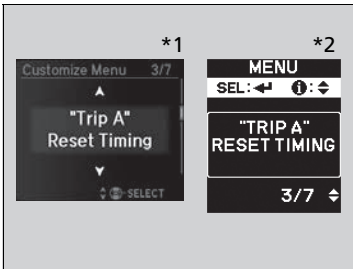 *1
Customize Menu 3/7
"Trip A"
Reset Timing
SELECT
*2
MENU
SEL: :
"TRIP A"
RESET TIMING
3/7